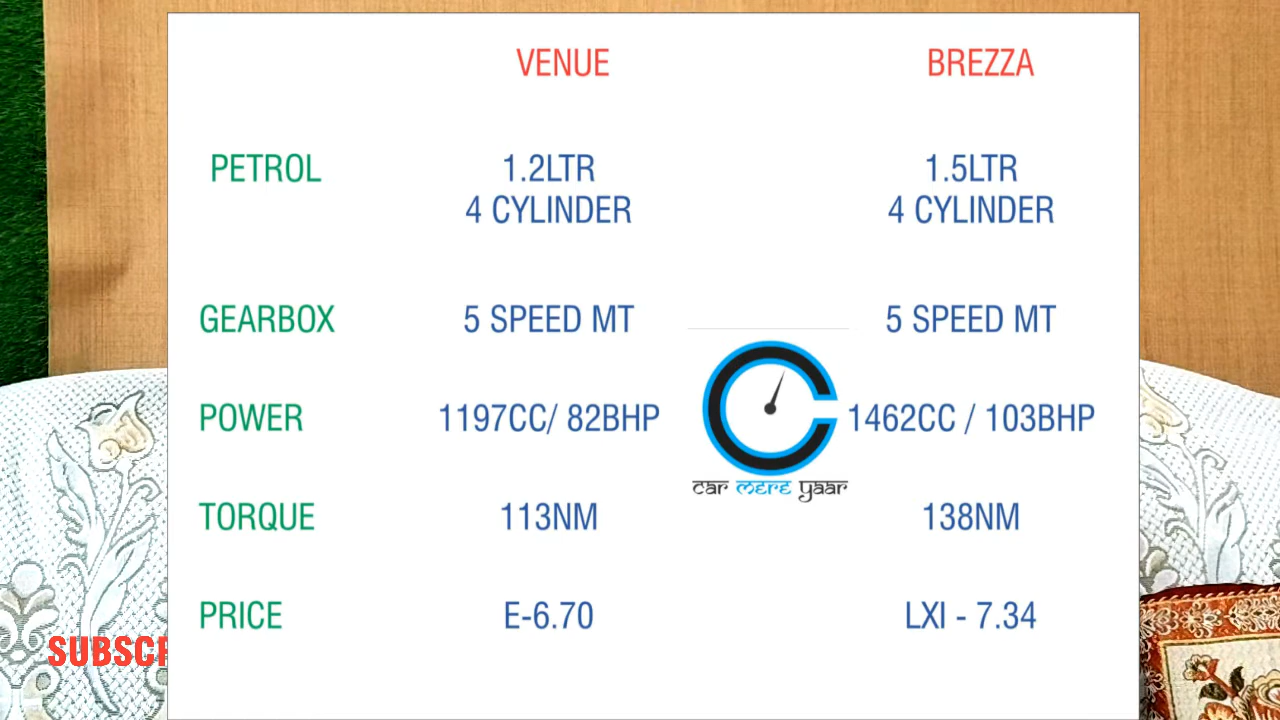 VENUE BREZZA
PETROL 1.2LTR 1.5LTR
4 CYLINDER 4 CYLINDER
GEARBOX 5 SPEED MT 5 SPEED MT
POWER 1197CC/ 82BHP 1462CC / 103BHP
car mere yaar
TORQUE 113NM 138NM
PRICE E-6.70 LXI - 7.34
SUBSCR